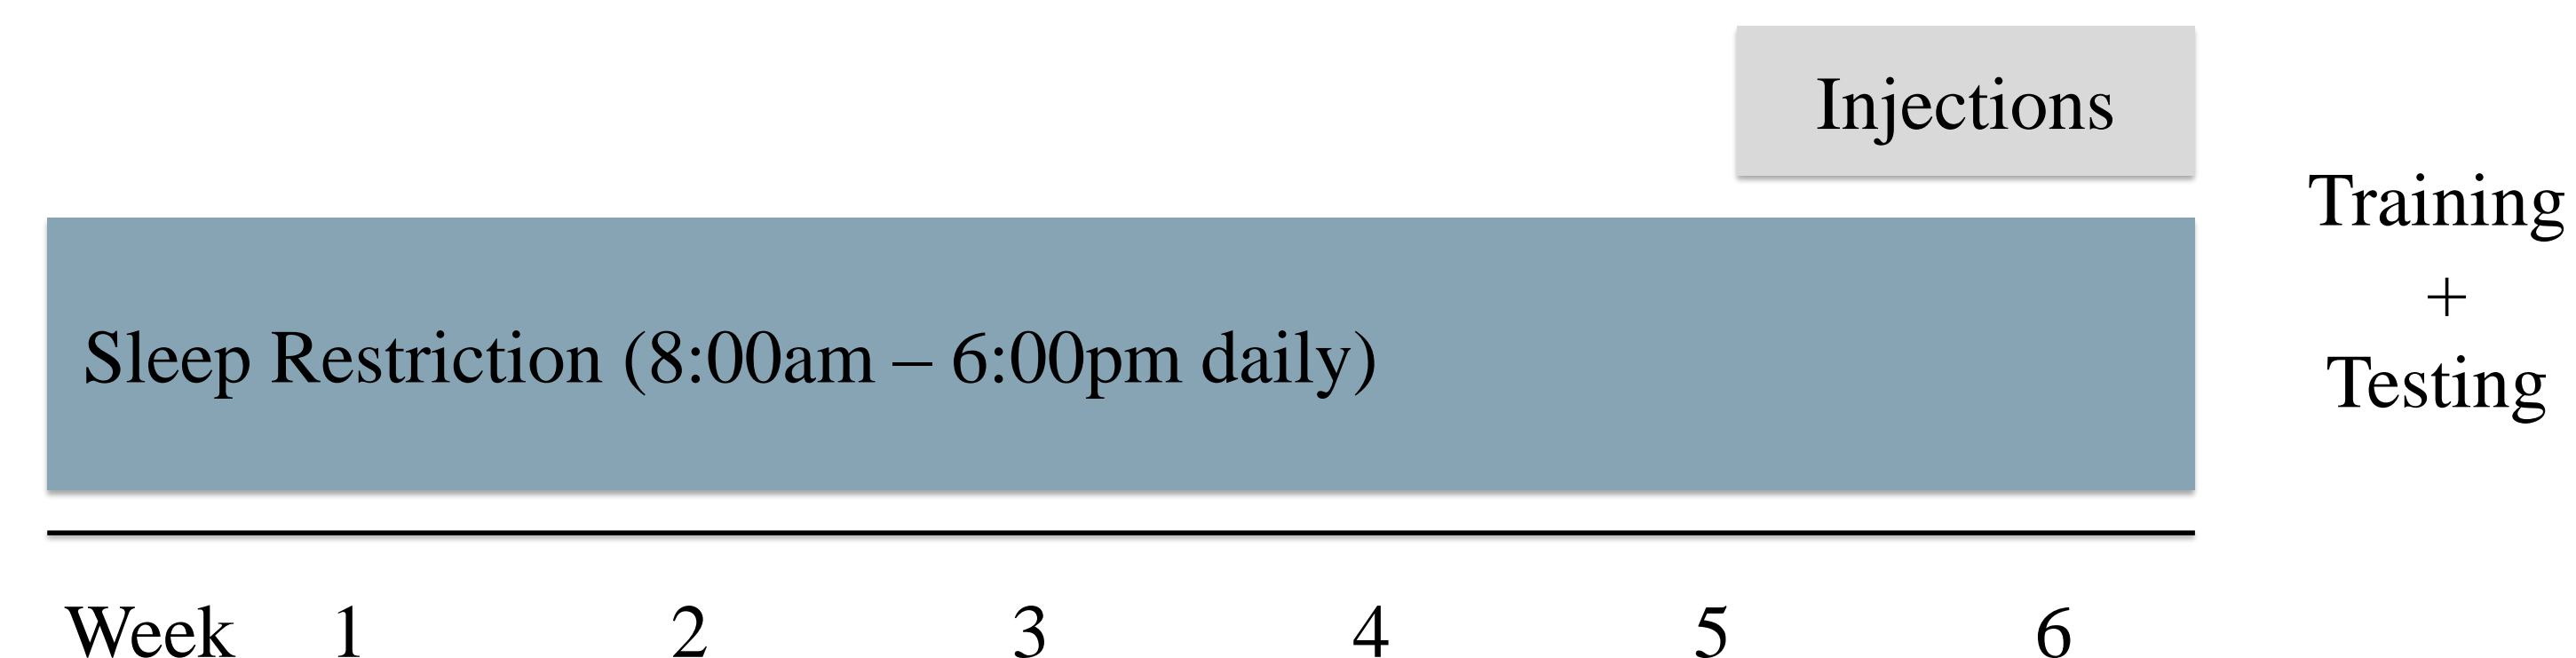 Injections
Training
+
Testing
Sleep Restriction (8:00am – 6:00pm daily)
Week 1 2 3 4 5 6